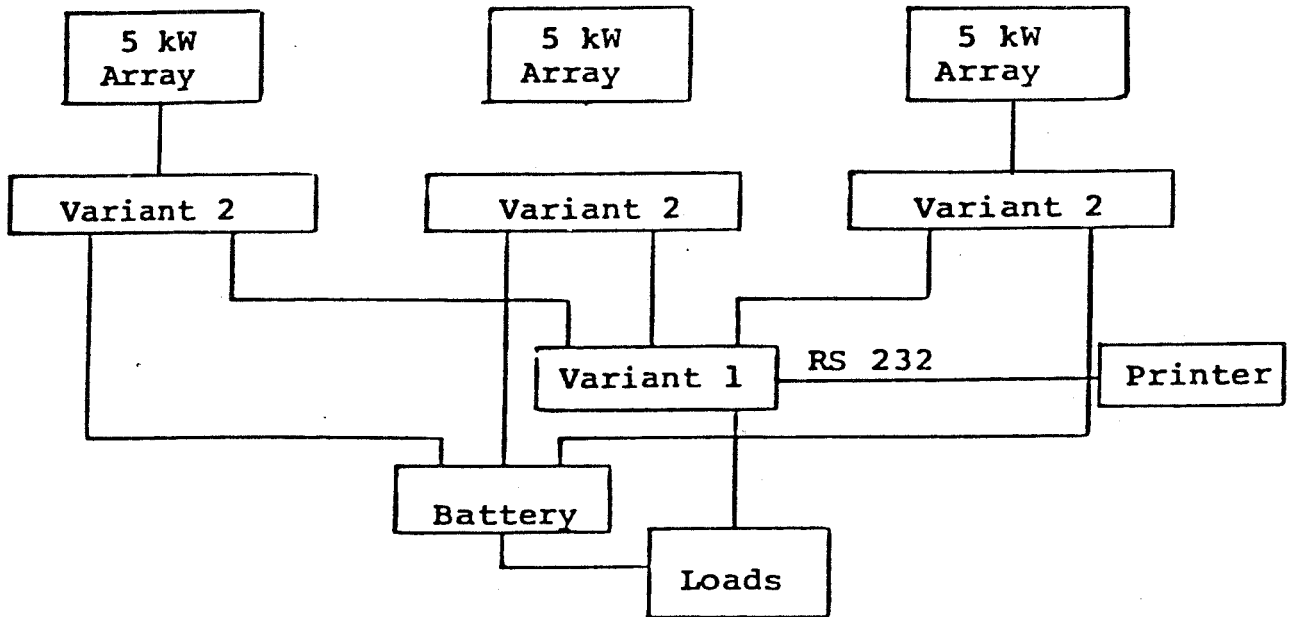 5 kW
Array
5 kW
Array
5 kW
Array
Variant 2
Variant 2
Variant 2
Variant 1
RS 232
Printer
Battery
Loads